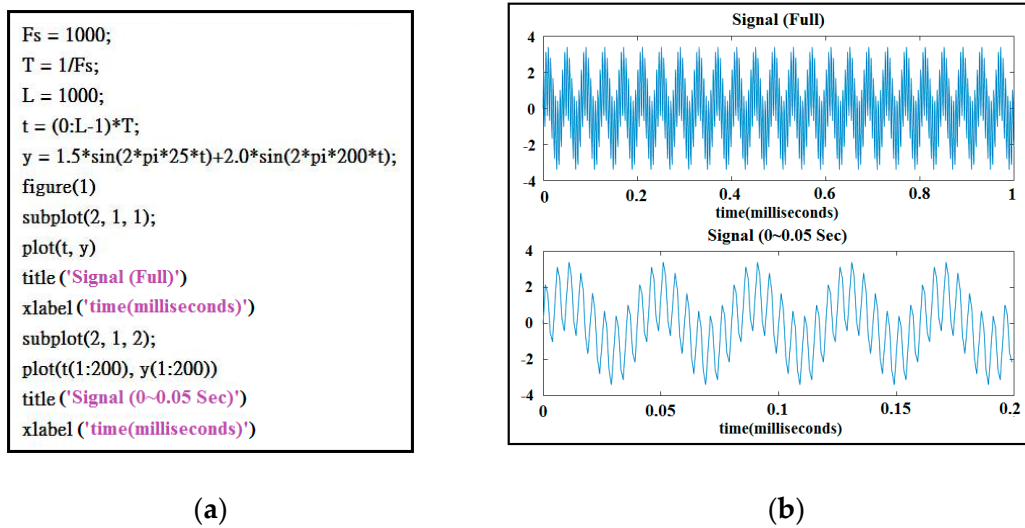 Fs = 1000;
T = 1/Fs;
L = 1000;
t = (0:L-1)*T;
y = 1.5*sin(2*pi*25*t)+2.0*sin(2*pi*200*t);
figure(1)
subplot(2, 1, 1);
plot(t, y)
title ('Signal (Full)')
xlabel ('time(milliseconds)')
subplot(2, 1, 2);
plot(t(1:200), y(1:200))
title ('Signal (0~0.05 Sec)')
xlabel ('time(milliseconds)')
(a)
Signal (Full)
4
2
0
-2
-4
0 0.2 0.4 0.6 0.8 1
time(milliseconds)
Signal (0~0.05 Sec)
4
2
0
-2
-4
0 0.05 0.1 0.15 0.2
time(milliseconds)
(b)